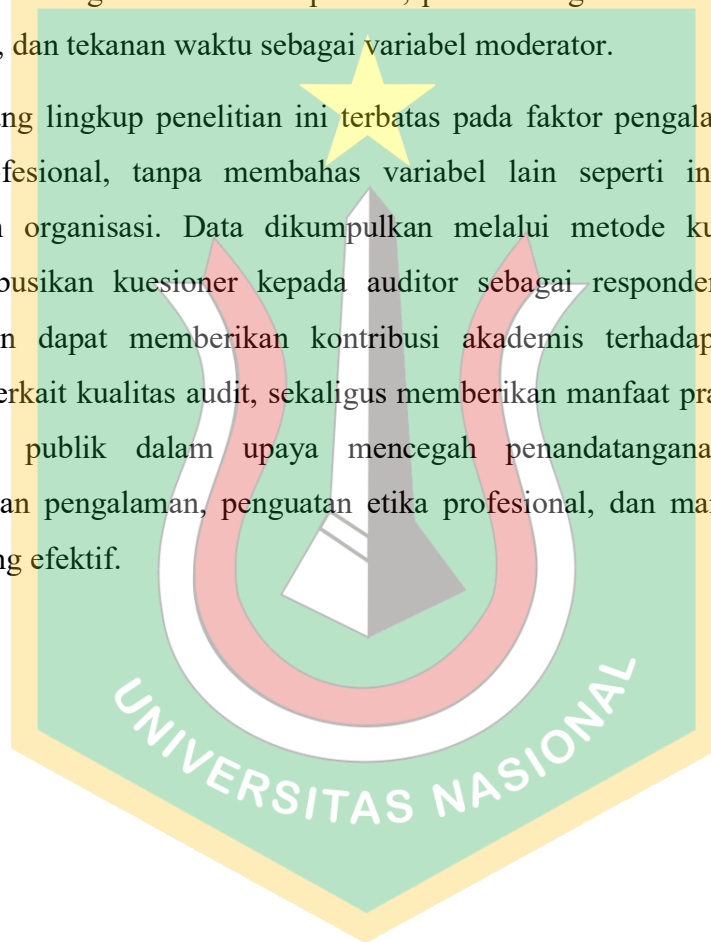 , dan tekanan waktu sebagai variabel moderator.
ng lingkup penelitian ini terbatas pada faktor pengala
fesional, tanpa membahas variabel lain seperti in
n organisasi. Data dikumpulkan melalui metode ku
busikan kuesioner kepada auditor sebagai responde
n dapat memberikan kontribusi akademis terhadap
erkait kualitas audit, sekaligus memberikan manfaat pra
publik dalam upaya mencegah penandatangana
an pengalaman, penguatan etika profesional, dan ma
ng efektif.
UNIVERSITAS NASIONAL